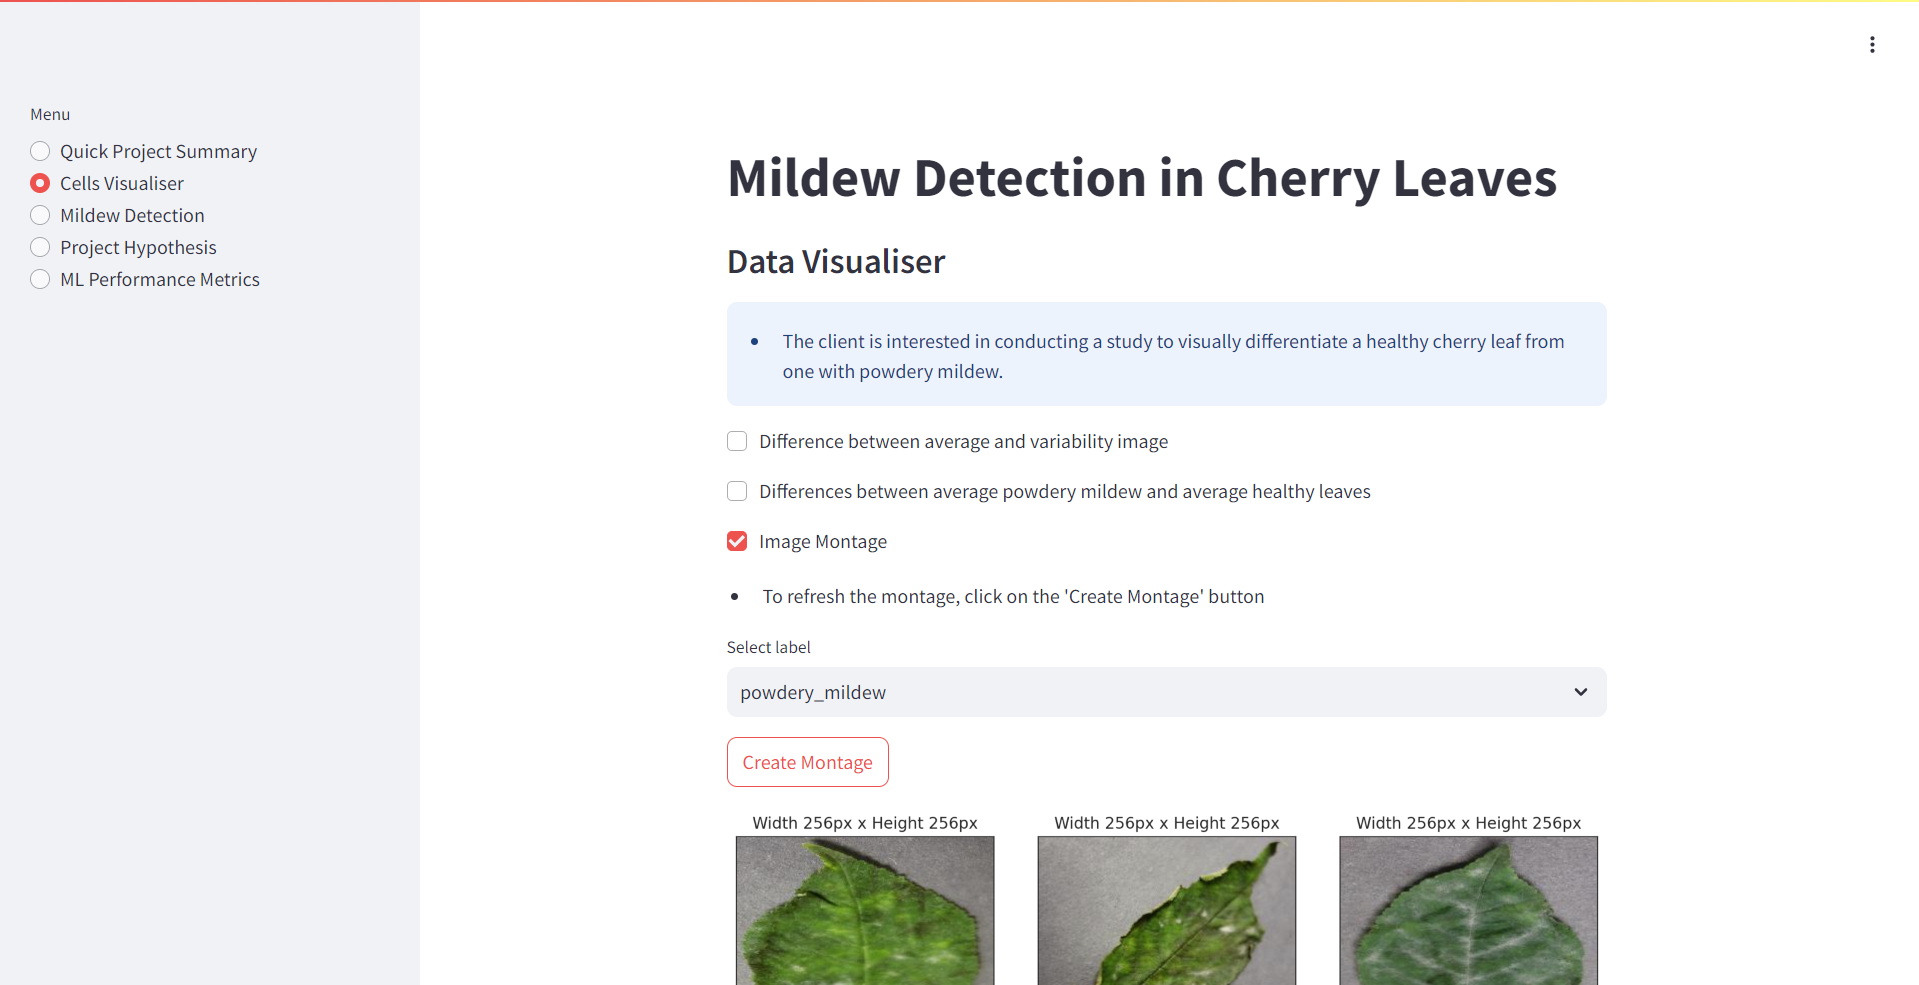 Menu
Quick Project Summary
Cells Visualiser
Mildew Detection
Project Hypothesis
ML Performance Metrics
Mildew Detection in Cherry Leaves
Data Visualiser
The client is interested in conducting a study to visually differentiate a healthy cherry leaf from
one with powdery mildew.
Difference between average and variability image
Differences between average powdery mildew and average healthy leaves
Image Montage
To refresh the montage, click on the 'Create Montage' button
Select label
powdery_mildew
Create Montage
Width 256px x Height 256px
Width 256px x Height 256px
Width 256px x Height 256px